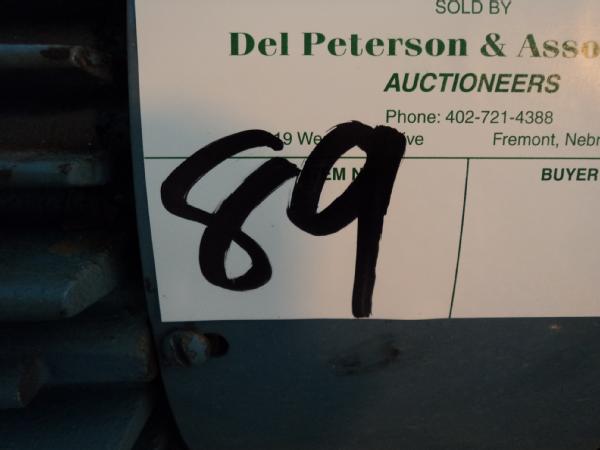 SOLD BY
Del Peterson & Asso
AUCTIONEERS
Phone: 402-721-4388
Fremont, Nebr
BUYER
89